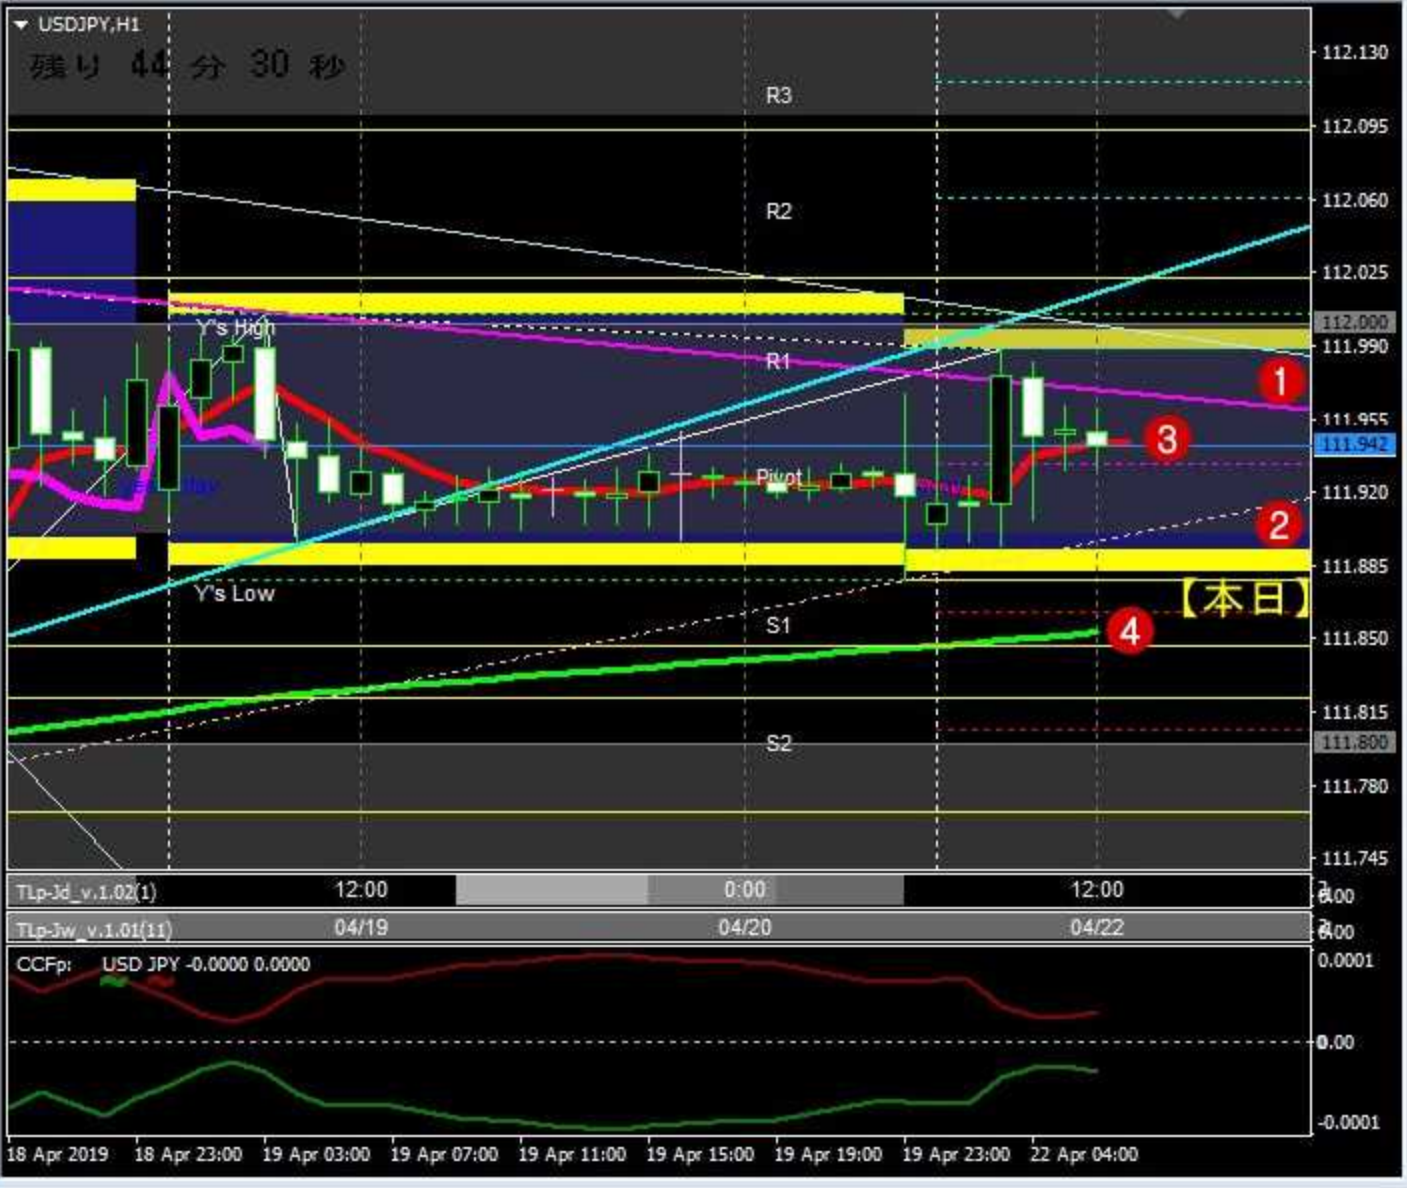 USDJPY,H1
残り 44 分 30 秒
R3
R2
Y's High
R1
Pivot
Y's Low
S1
S2
【本日】
1
3
2
4
112.130
112.095
112.060
112.025
112.000
111.990
111.955
111.942
111.920
111.885
111.850
111.815
111.800
111.780
111.745
TLp-Jd_v.1.02(1)
12:00
0:00
12:00
TLp-Jw_v.1.01(11)
04/19
04/20
04/22
CCFp: USD JPY -0.0000 0.0000
0.0001
0.00
-0.0001
18 Apr 2019
18 Apr 23:00
19 Apr 03:00
19 Apr 07:00
19 Apr 11:00
19 Apr 15:00
19 Apr 19:00
19 Apr 23:00
22 Apr 04:00